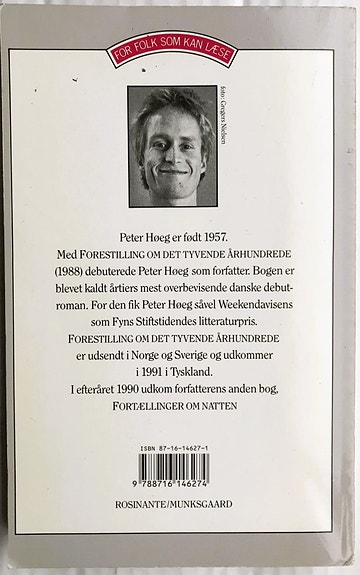 FOR FOLK SOM KAN LÆSE
foto: Gregers Nielsen
Peter Høeg er født 1957.
Med FORESTILLING OM DET TYVENDE ÅRHUNDREDE
(1988) debuterede Peter Høeg som forfatter. Bogen er
blevet kaldt årtiers mest overbevisende danske debut-
roman. For den fik Peter Høeg såvel Weekendavisens
som Fyns Stiftstidendes litteraturpris.
FORESTILLING OM DET TYVENDE ÅRHUNDREDE
er udsendt i Norge og Sverige og udkommer
i 1991 i Tyskland.
I efteråret 1990 udkom forfatterens anden bog,
FORTÆLLINGER OM NATTEN
ISBN 87-16-14627-1
9 788716 146274
ROSINANTE/MUNKSGAARD